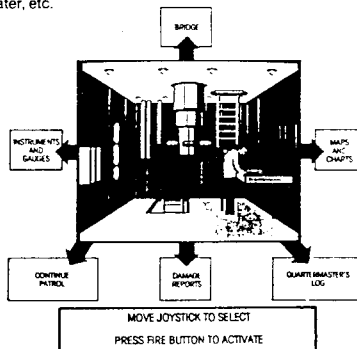 ater, etc.
BRIDGE
INSTRUMENTS
AND
GAUGES
MAPS
AND
CHARTS
CONTINUE
PATROL
DAMAGE
REPORTS
QUARTERMASTER'S
LOG
MOVE JOYSTICK TO SELECT
PRESS FIRE BUTTON TO ACTIVATE